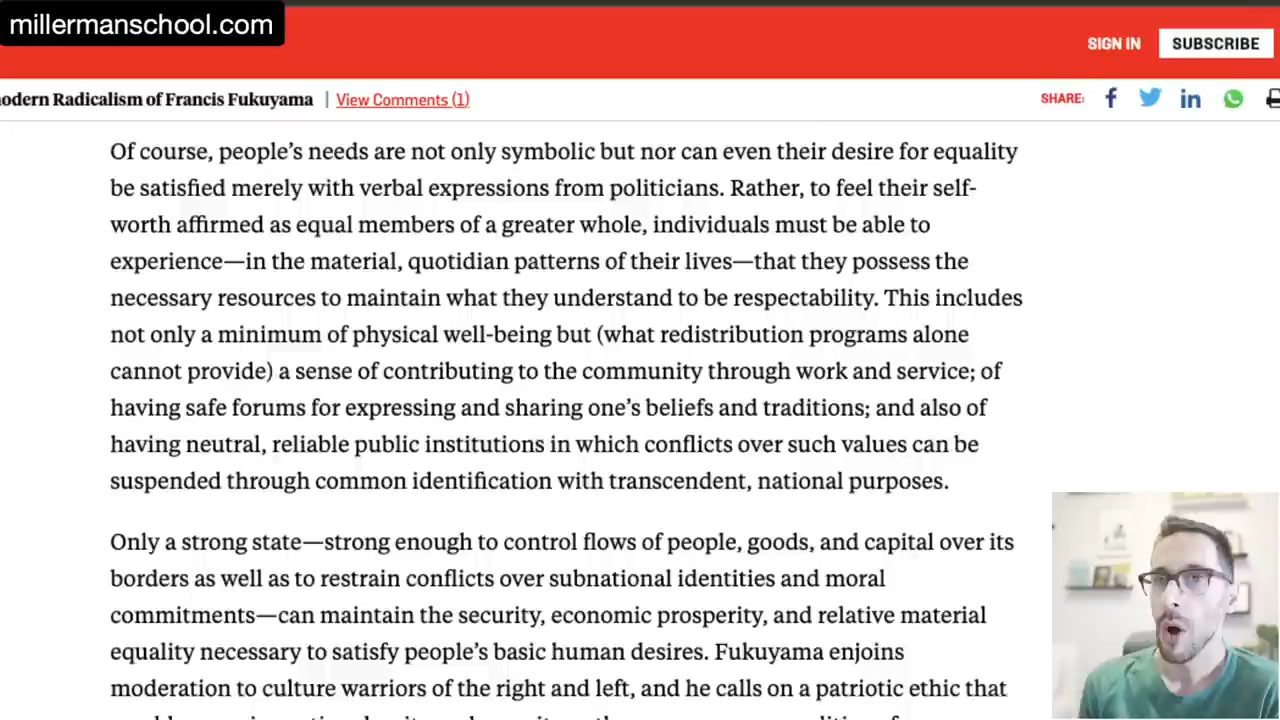 millermanschool.com
SIGN IN
SUBSCRIBE
odern Radicalism of Francis Fukuyama | View Comments (1)
SHARE:
Of course, people’s needs are not only symbolic but nor can even their desire for equality
be satisfied merely with verbal expressions from politicians. Rather, to feel their self-
worth affirmed as equal members of a greater whole, individuals must be able to
experience—in the material, quotidian patterns of their lives—that they possess the
necessary resources to maintain what they understand to be respectability. This includes
not only a minimum of physical well-being but (what redistribution programs alone
cannot provide) a sense of contributing to the community through work and service; of
having safe forums for expressing and sharing one’s beliefs and traditions; and also of
having neutral, reliable public institutions in which conflicts over such values can be
suspended through common identification with transcendent, national purposes.
Only a strong state—strong enough to control flows of people, goods, and capital over its
borders as well as to restrain conflicts over subnational identities and moral
commitments—can maintain the security, economic prosperity, and relative material
equality necessary to satisfy people’s basic human desires. Fukuyama enjoins
moderation to culture warriors of the right and left, and he calls on a patriotic ethic that